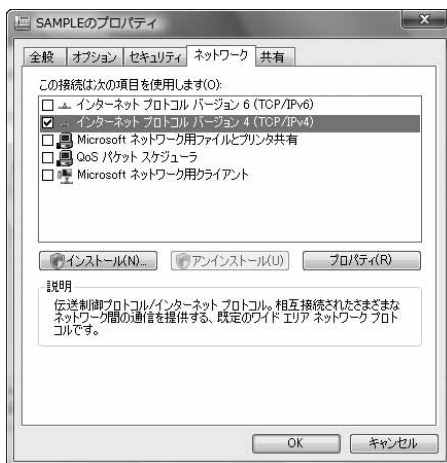 SAMPLEのプロパティ
全般 オプション セキュリティ ネットワーク 共有
この接続は次の項目を使用します(O):
インターネット プロトコル バージョン 6 (TCP/IPv6)
インターネット プロトコル バージョン 4 (TCP/IPv4)
Microsoft ネットワーク用ファイルとプリンタ共有
QoS パケット スケジューラ
Microsoft ネットワーク用クライアント
インストール(N)... アンインストール(U) プロパティ(R)
説明
伝送制御プロトコル/インターネット プロトコル。相互接続されたさまざまな
ネットワーク間の通信を提供する、既定のワイド エリア ネットワーク プロト
コルです。
OK キャンセル